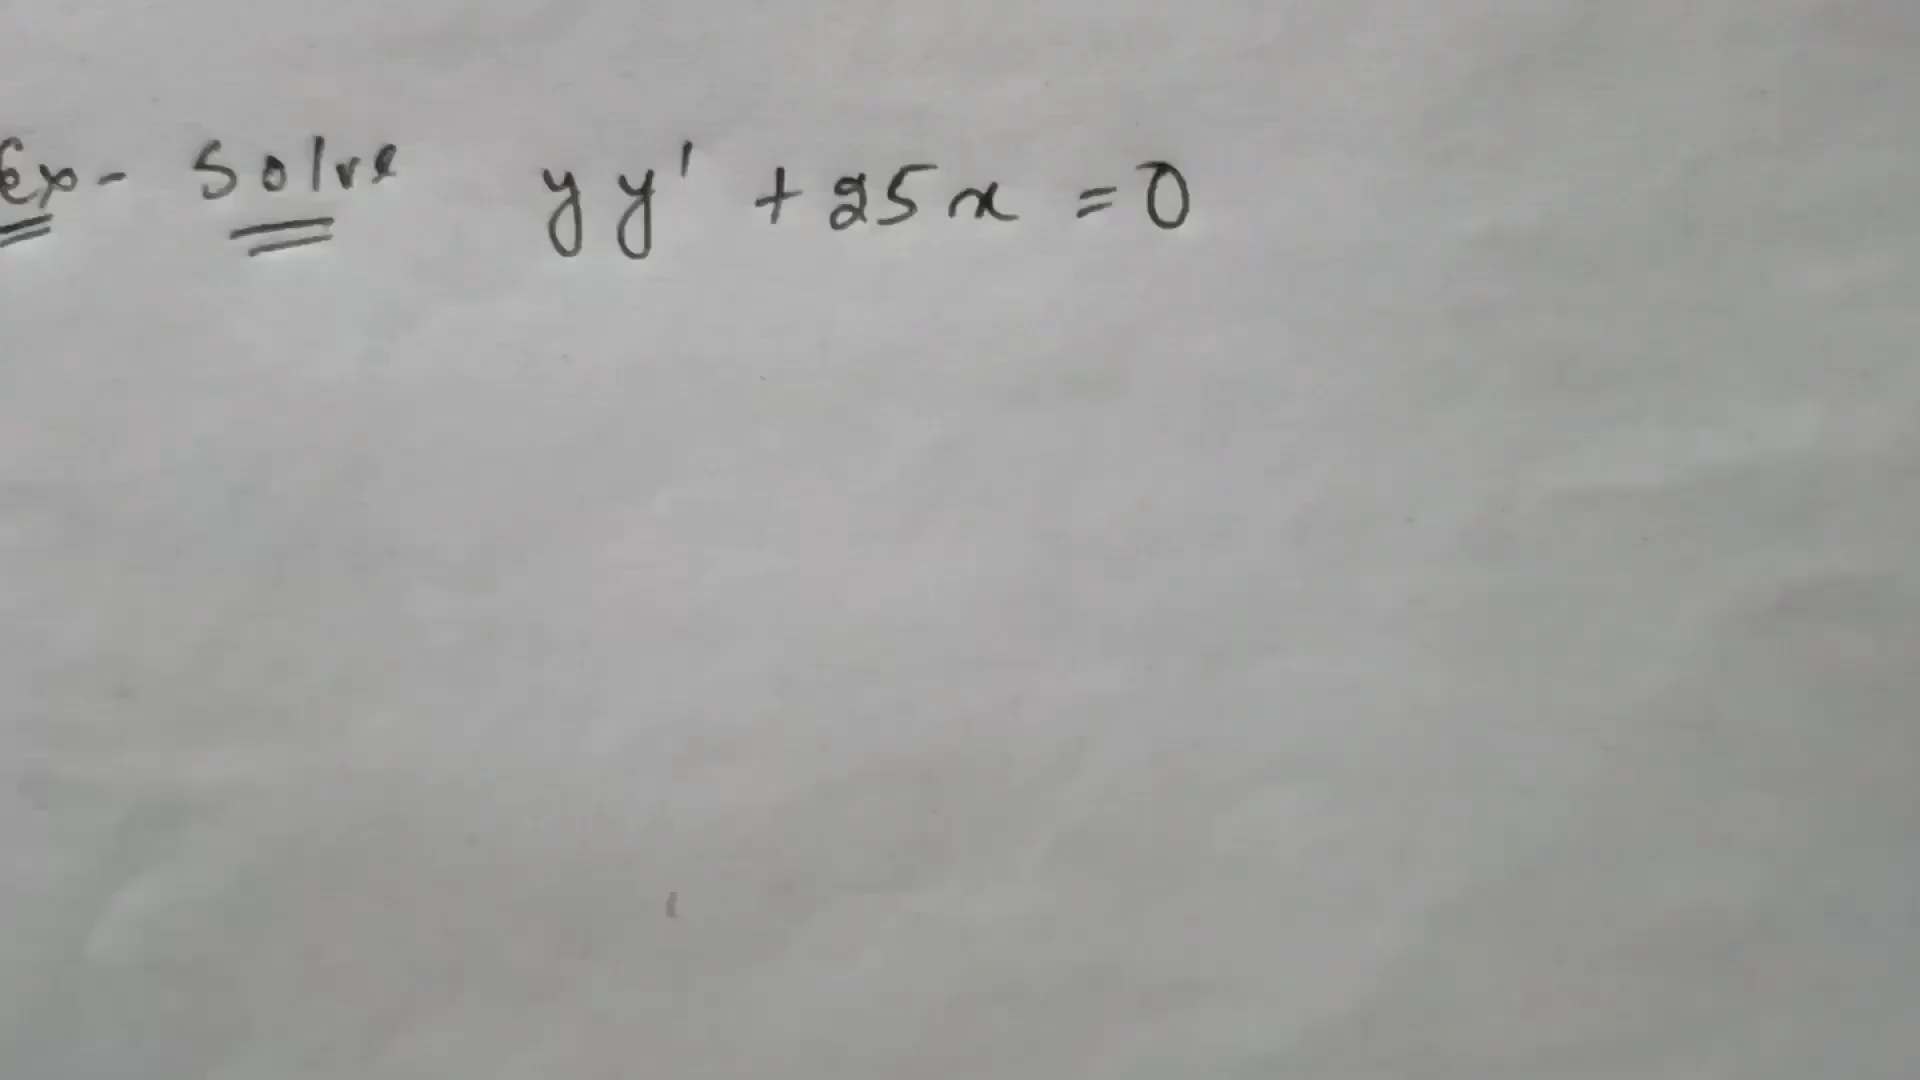 Ex- Solve yy' + 25x = 0